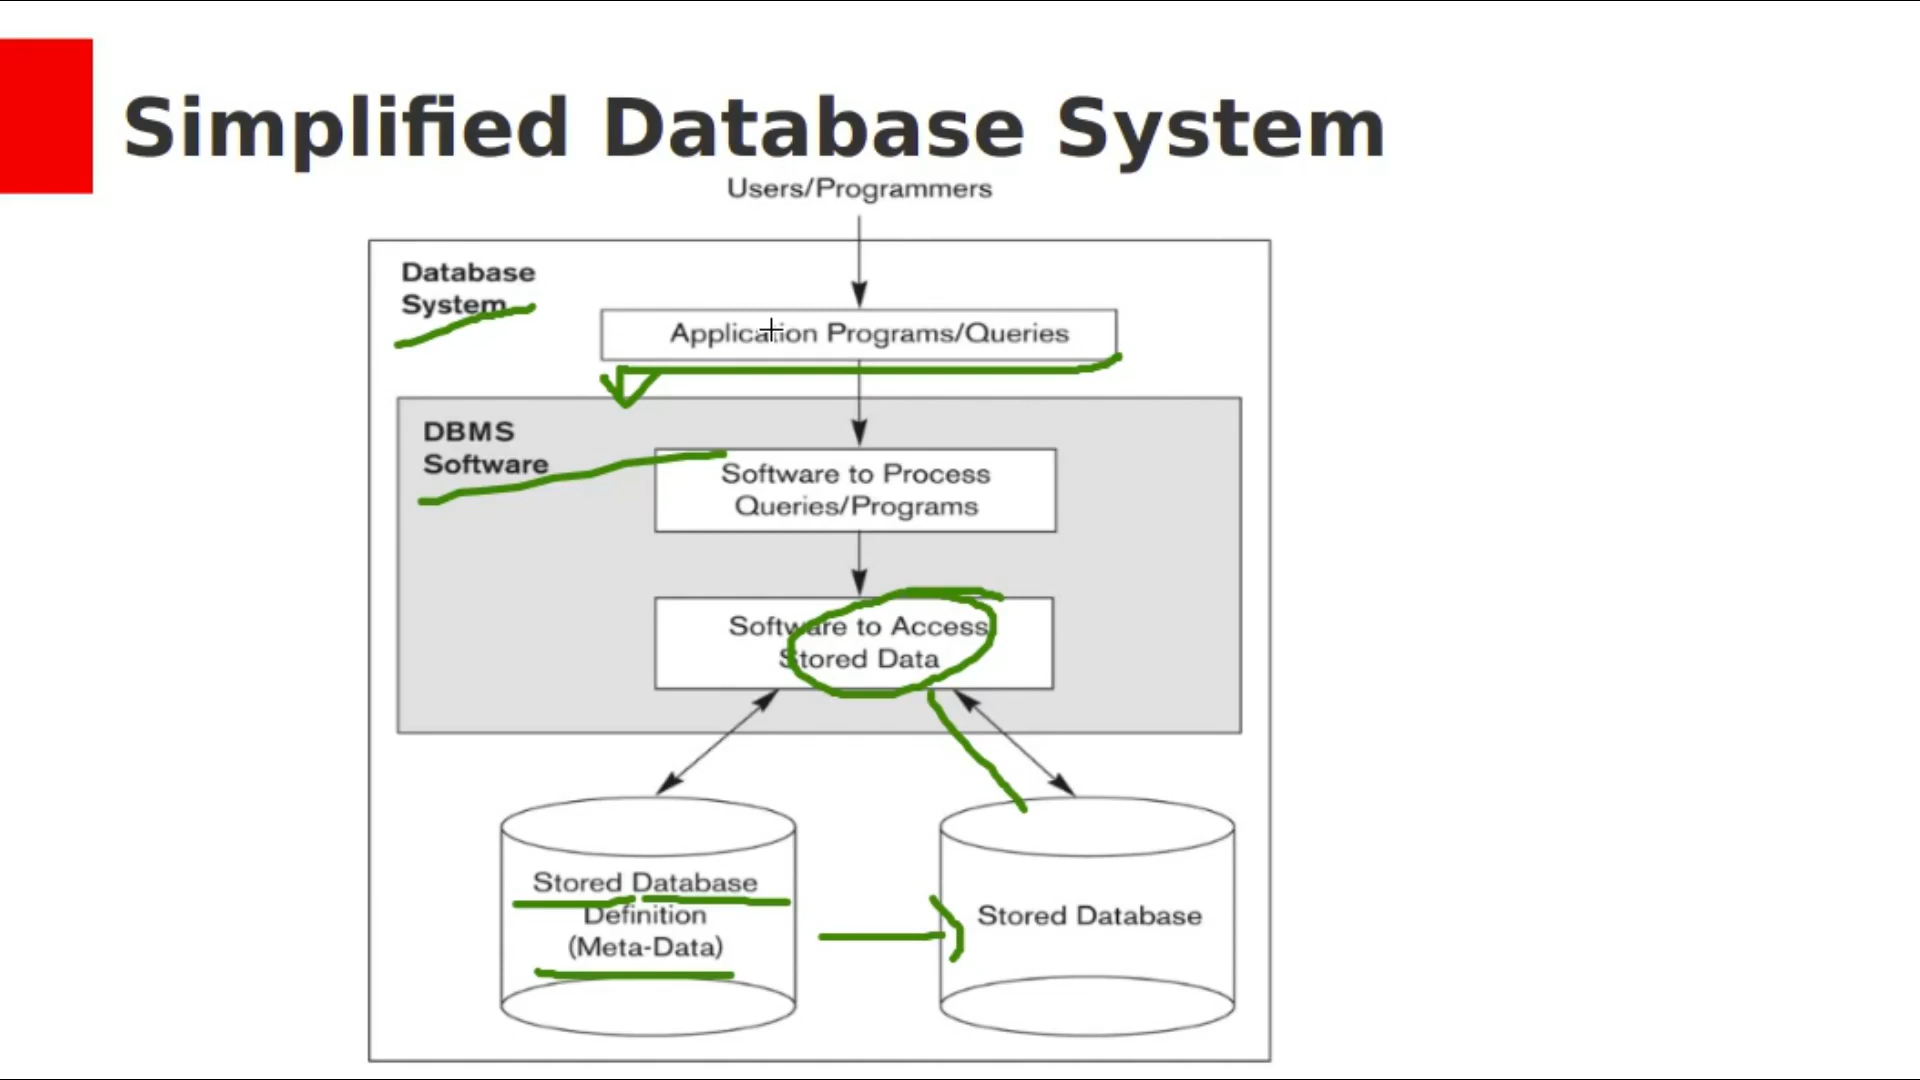 Simplified Database System
Users/Programmers
Database
System
Application Programs/Queries
DBMS
Software
Software to Process
Queries/Programs
Software to Access
Stored Data
Stored Database
Definition
(Meta-Data)
Stored Database